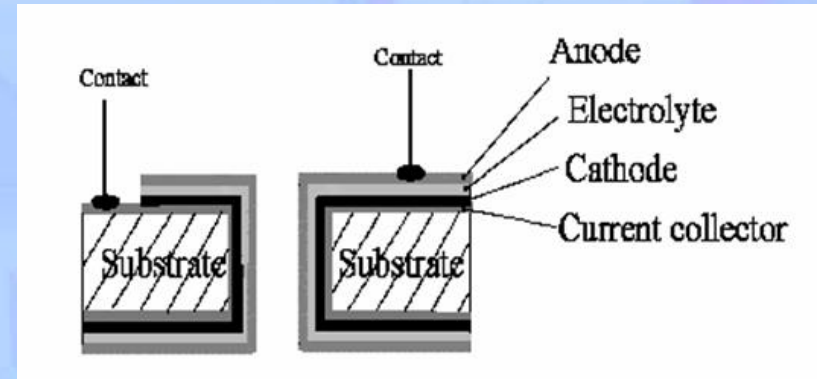 Contact
Contact
Anode
Electrolyte
Cathode
Current collector
Substrate
Substrate